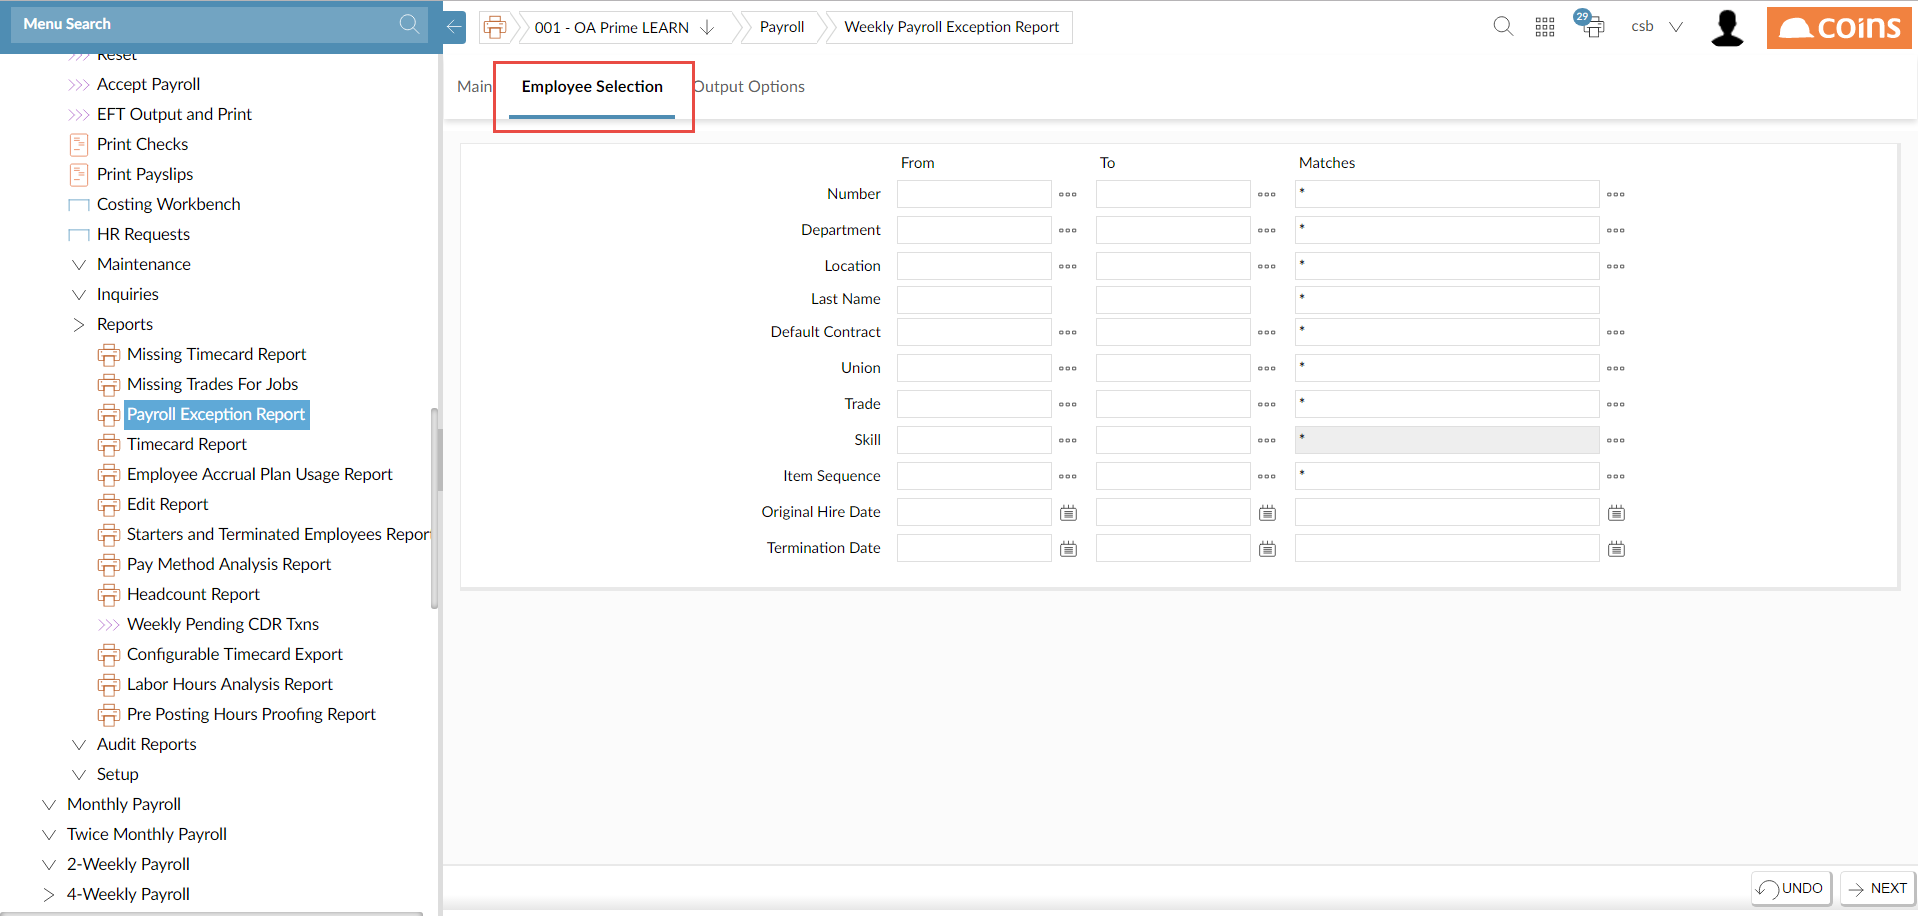 Menu Search
001 - OA Prime LEARN
Payroll
Weekly Payroll Exception Report
29
csb
coins
Reset
Accept Payroll
EFT Output and Print
Print Checks
Print Payslips
Costing Workbench
HR Requests
Maintenance
Inquiries
Reports
Missing Timecard Report
Missing Trades For Jobs
Payroll Exception Report
Timecard Report
Employee Accrual Plan Usage Report
Edit Report
Starters and Terminated Employees Repor
Pay Method Analysis Report
Headcount Report
Weekly Pending CDR Txns
Configurable Timecard Export
Labor Hours Analysis Report
Pre Posting Hours Proofing Report
Audit Reports
Setup
Monthly Payroll
Twice Monthly Payroll
2-Weekly Payroll
4-Weekly Payroll
Main
Employee Selection
Output Options
From To Matches
Number *
Department *
Location *
Last Name *
Default Contract *
Union *
Trade *
Skill *
Item Sequence *
Original Hire Date
Termination Date
UNDO
NEXT